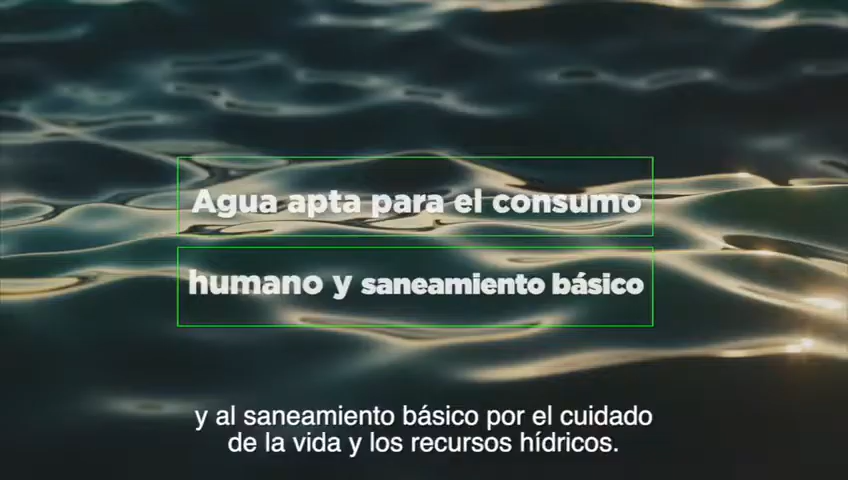 Agua apta para el consumo
humano y saneamiento básico
y al saneamiento básico por el cuidado
de la vida y los recursos hídricos.